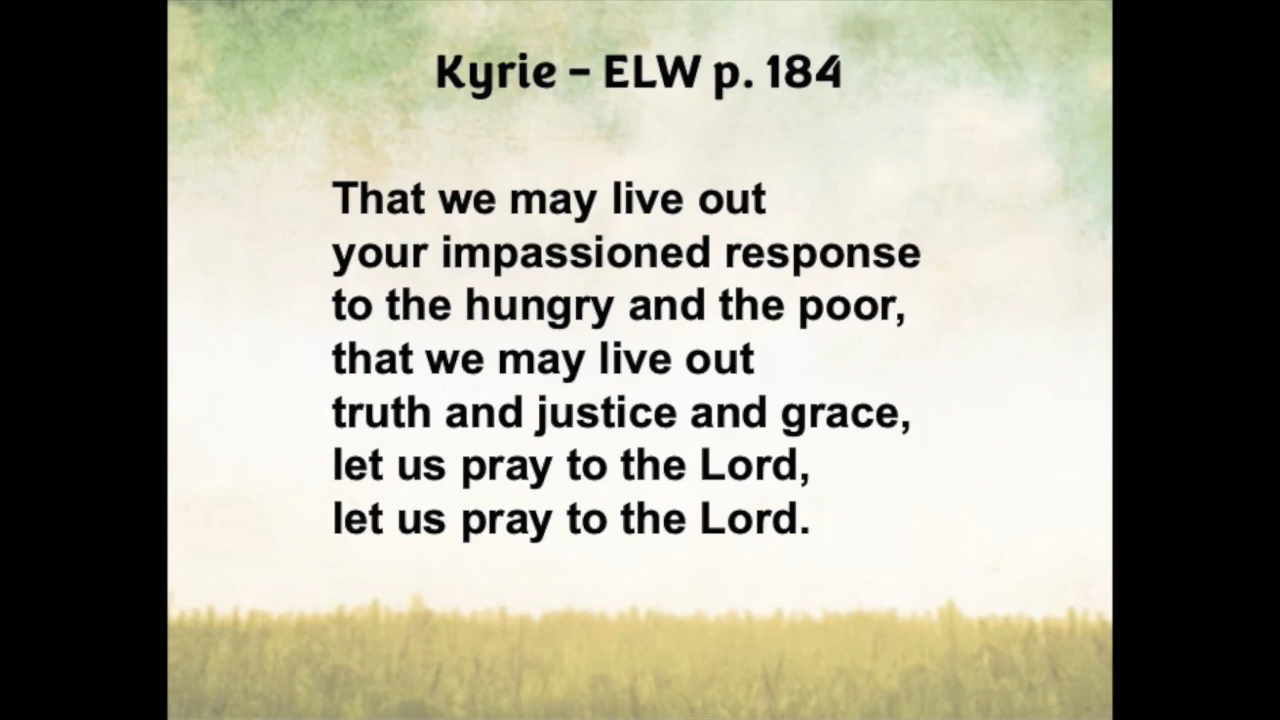 Kyrie – ELW p. 184
That we may live out
your impassioned response
to the hungry and the poor,
that we may live out
truth and justice and grace,
let us pray to the Lord,
let us pray to the Lord.